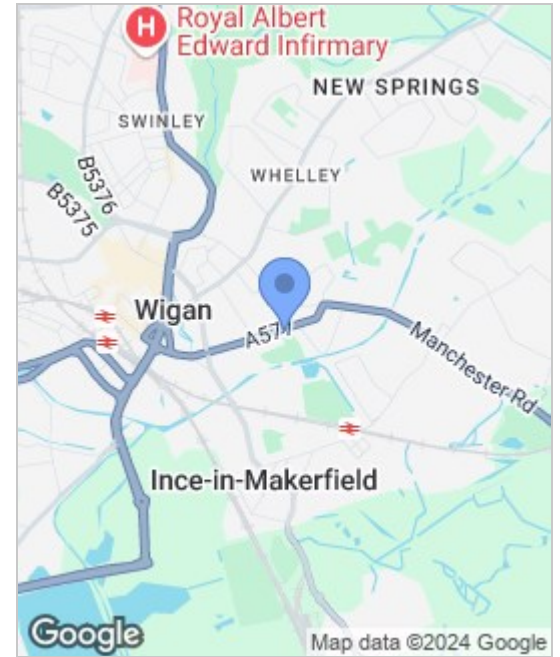 H
Royal Albert
Edward Infirmary
NEW SPRINGS
SWINLEY
WHELLEY
B5376
B5375
Wigan
A577
Manchester Rd
Ince-in-Makerfield
Google
Map data ©2024 Google